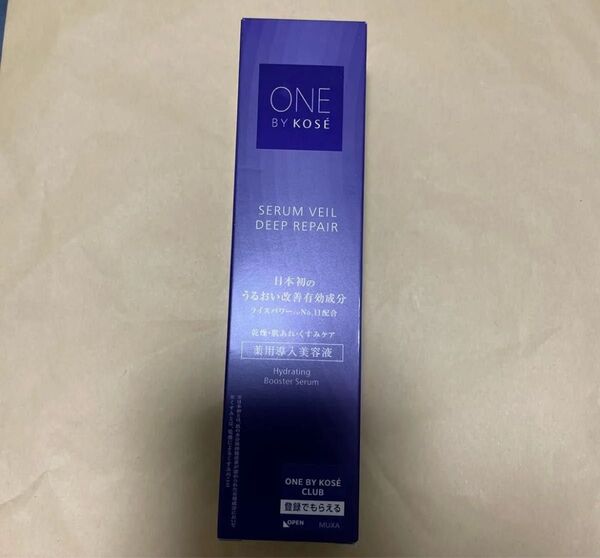 ONE
BY KOSÉ
SERUM VEIL
DEEP REPAIR
日本初の
うるおい改善有効成分
ライスパワー®No.11配合
乾燥・肌あれ・くすみケア
薬用導入美容液
Hydrating
Booster Serum
ONE BY KOSÉ
CLUB
登録でもらえる
OPEN
MUXA